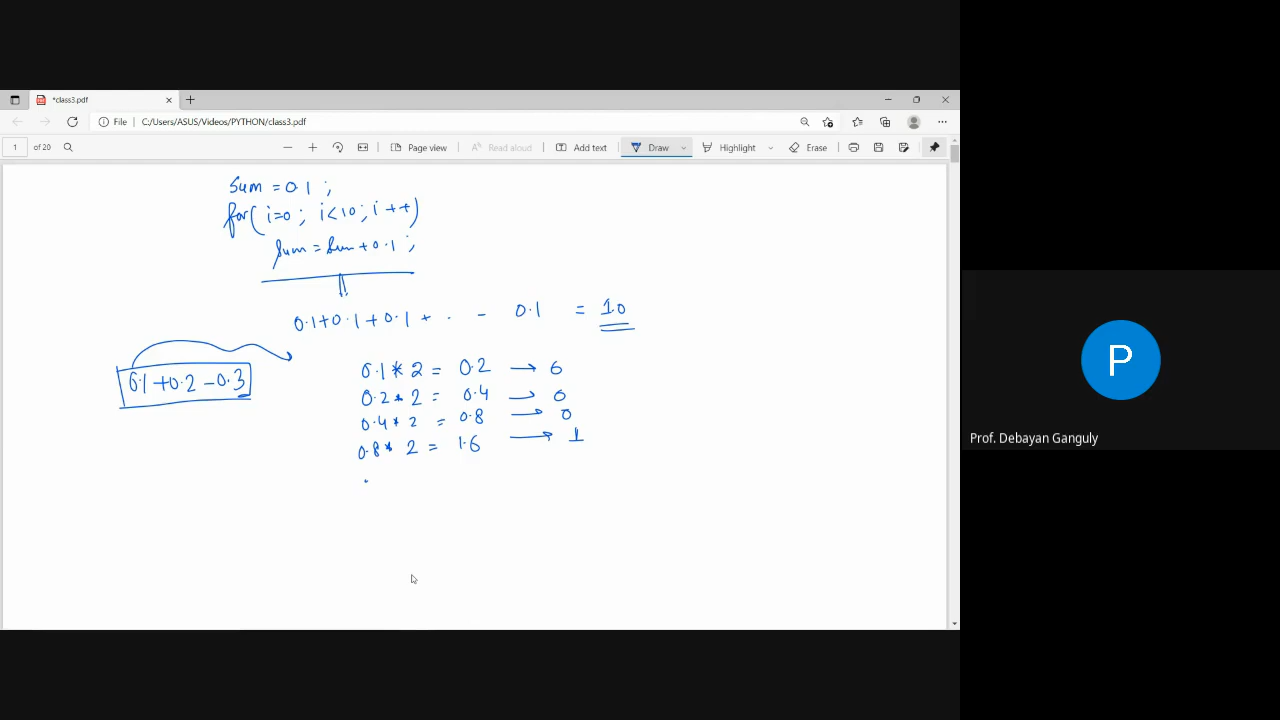 *class3.pdf
File C:/Users/ASUS/Videos/PYTHON/class3.pdf
1 of 20 Page view Read aloud Add text Draw Highlight Erase
Sum = 0.1 ;
for( i=0 ; i<10 ; i++)
Sum = Sum + 0.1 ;
0.1+0.1+0.1 + . - 0.1 = 1.0
0.1 +0.2 -0.3
0.1 * 2 = 0.2 → 0
0.2 * 2 = 0.4 → 0
0.4 * 2 = 0.8 → 0
0.8 * 2 = 1.6 → 1
P
Prof. Debayan Ganguly